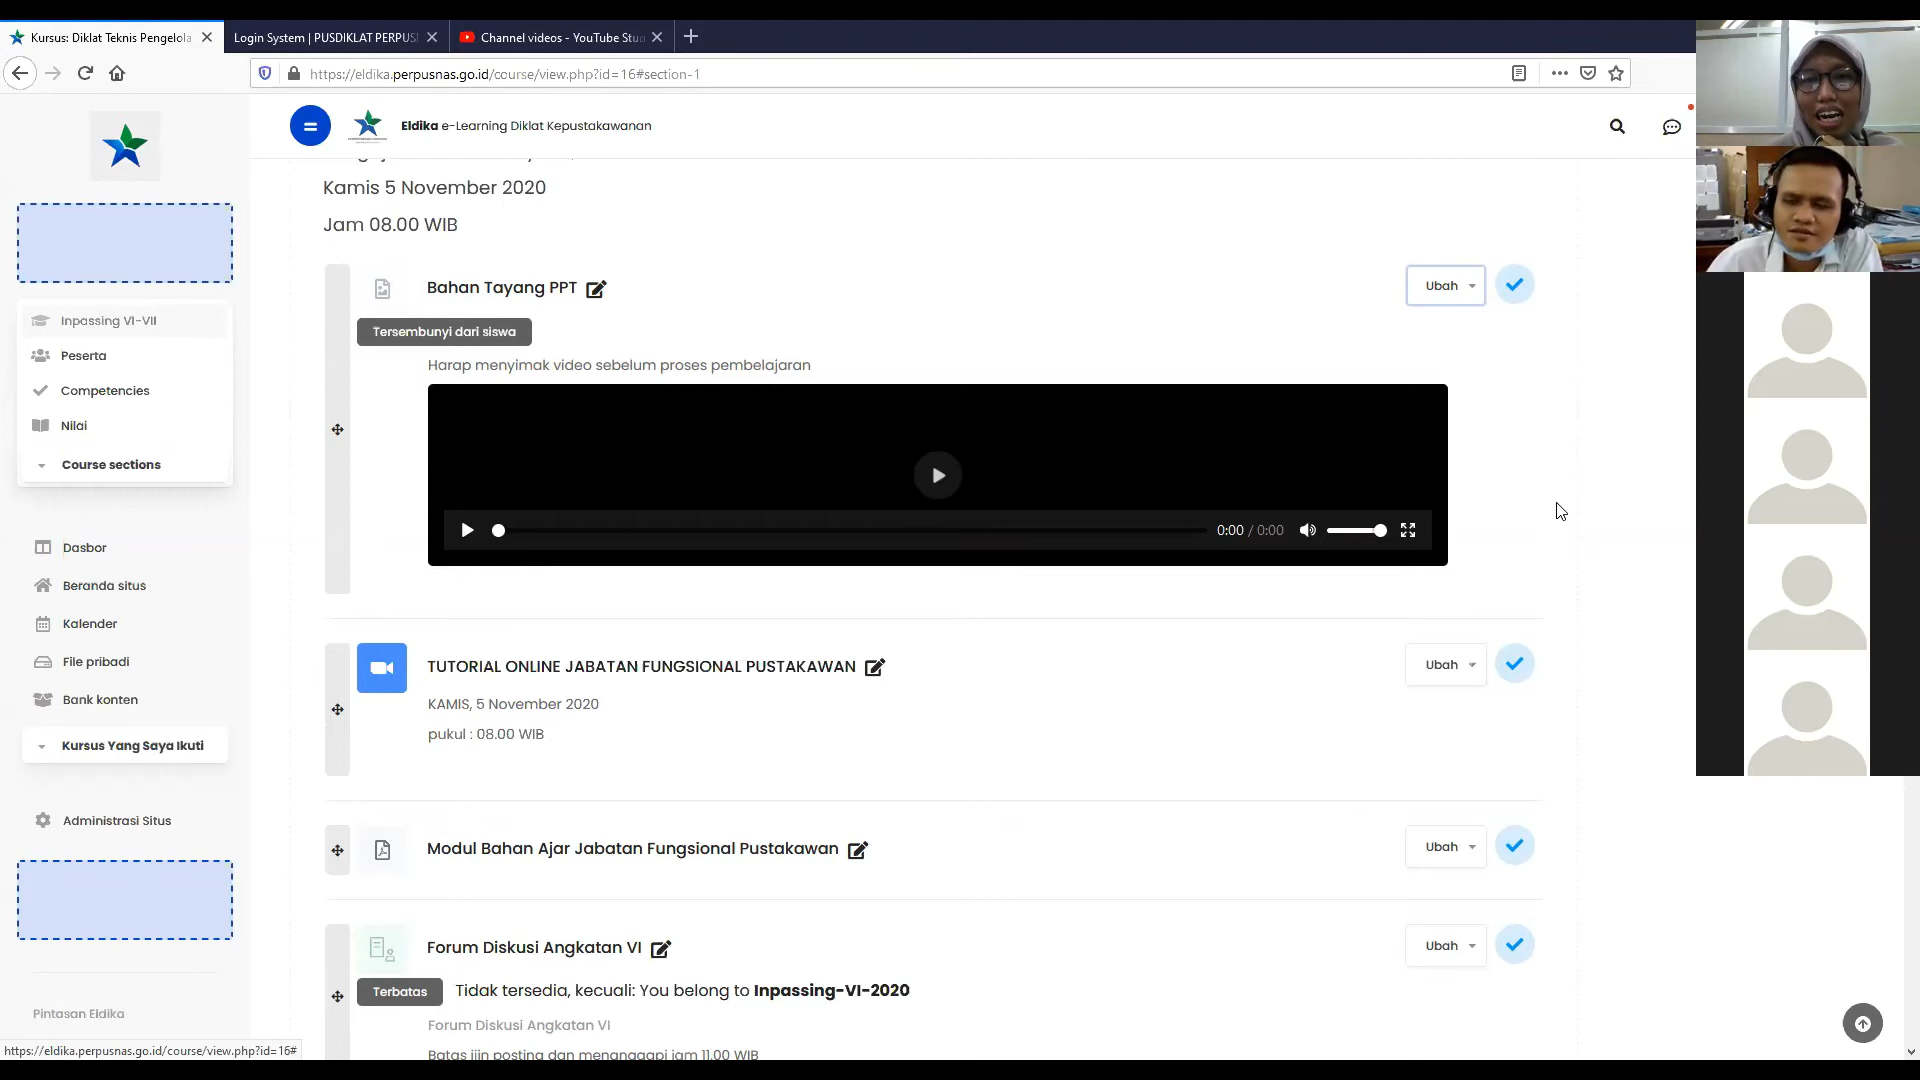 Kursus: Diklat Teknis Pengelola
Login System | PUSDIKLAT PERPUS
Channel videos - YouTube Stu
https://eldika.perpusnas.go.id/course/view.php?id=16#section-1
Eldika e-Learning Diklat Kepustakawanan
Kamis 5 November 2020
Jam 08.00 WIB
Bahan Tayang PPT
Ubah
Tersembunyi dari siswa
Harap menyimak video sebelum proses pembelajaran
0:00 / 0:00
TUTORIAL ONLINE JABATAN FUNGSIONAL PUSTAKAWAN
Ubah
KAMIS, 5 November 2020
pukul : 08.00 WIB
Modul Bahan Ajar Jabatan Fungsional Pustakawan
Ubah
Forum Diskusi Angkatan VI
Ubah
Terbatas
Tidak tersedia, kecuali: You belong to Inpassing-VI-2020
Forum Diskusi Angkatan VI
Batas ijin posting dan menanggapi jam 11.00 WIB
Inpassing VI-VII
Peserta
Competencies
Nilai
Course sections
Dasbor
Beranda situs
Kalender
File pribadi
Bank konten
Kursus Yang Saya Ikuti
Administrasi Situs
Pintasan Eldika
https://eldika.perpusnas.go.id/course/view.php?id=16#